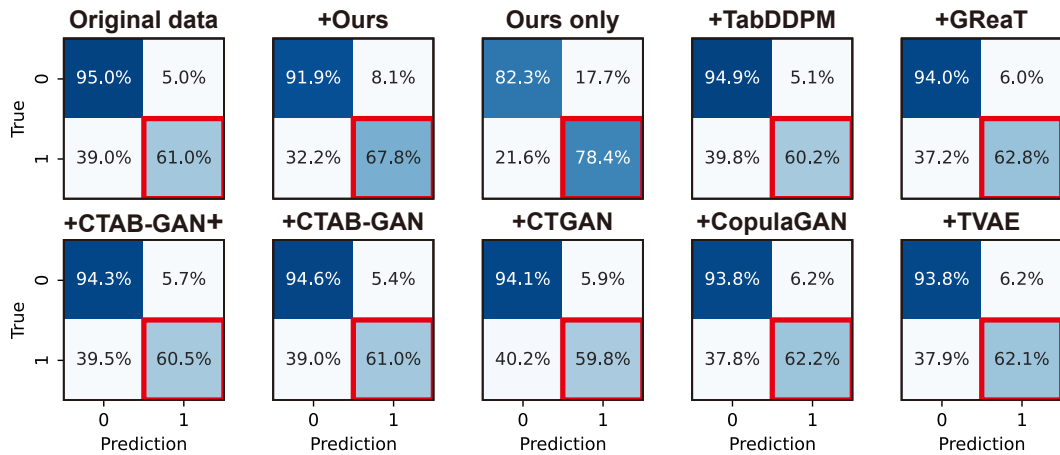 Original data +Ours Ours only +TabDDPM +GReaT
True 0 95.0% 5.0% 91.9% 8.1% 82.3% 17.7% 94.9% 5.1% 94.0% 6.0%
1 39.0% 61.0% 32.2% 67.8% 21.6% 78.4% 39.8% 60.2% 37.2% 62.8%
+CTAB-GAN+ +CTAB-GAN +CTGAN +CopulaGAN +TVAE
True 0 94.3% 5.7% 94.6% 5.4% 94.1% 5.9% 93.8% 6.2% 93.8% 6.2%
1 39.5% 60.5% 39.0% 61.0% 40.2% 59.8% 37.8% 62.2% 37.9% 62.1%
0 1 0 1 0 1 0 1 0 1
Prediction Prediction Prediction Prediction Prediction